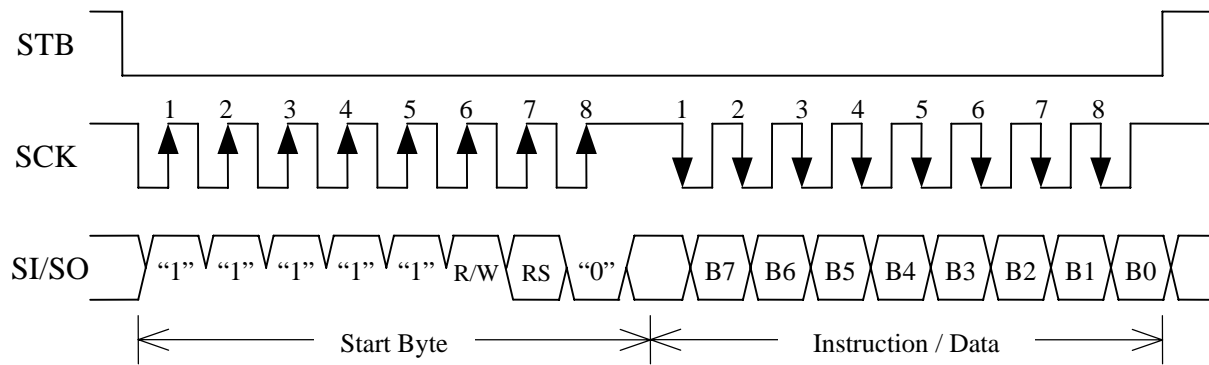 STB
1 2 3 4 5 6 7 8 1 2 3 4 5 6 7 8
SCK
SI/SO “1” “1” “1” “1” “1” R/W RS “0” B7 B6 B5 B4 B3 B2 B1 B0
Start Byte Instruction / Data